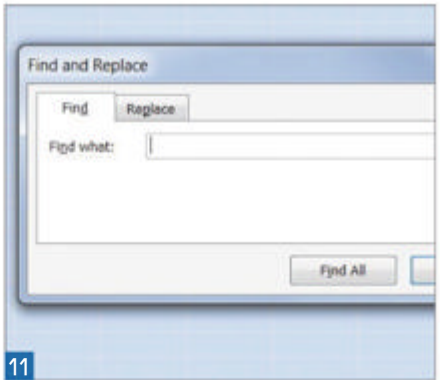 Find and Replace
Find Replace
Find what:
Find All
11